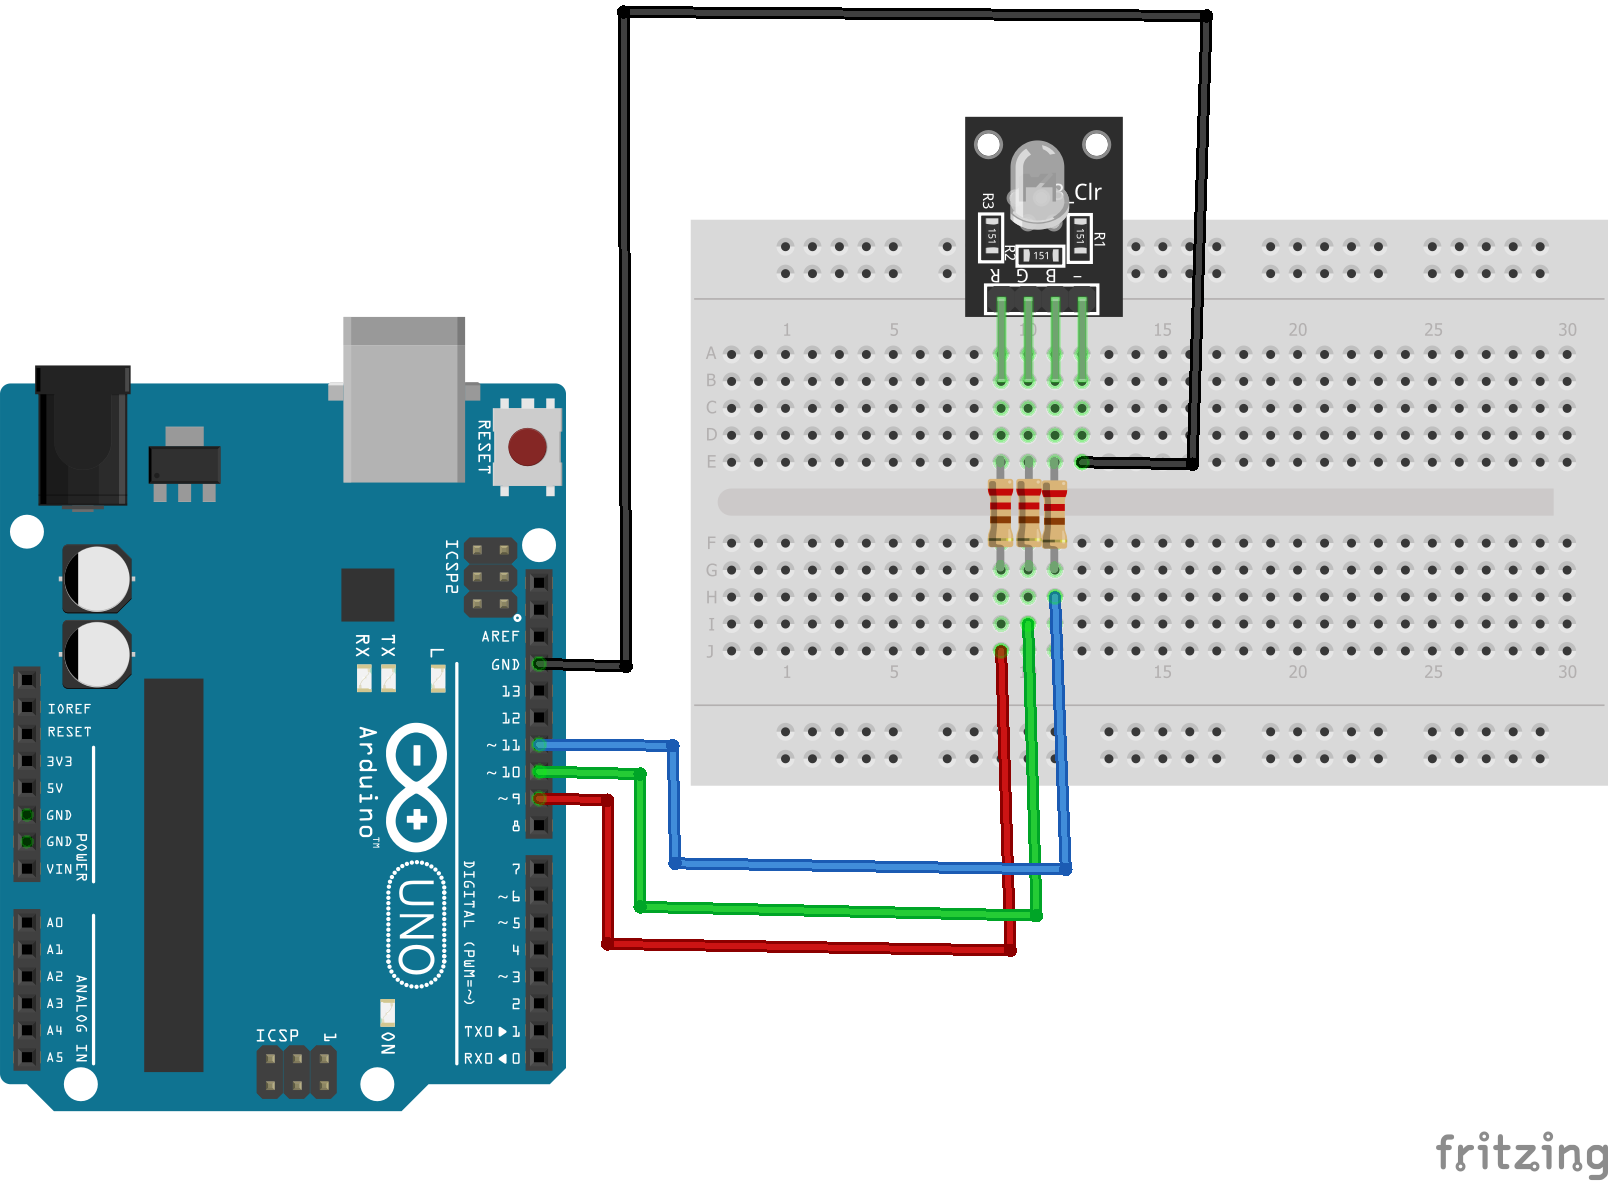 B_Clr
R3
R1
R2
151
151
151
R G B -
1 5 10 15 20 25 30
A
B
C
D
E
F
G
H
I
J
1 5 15 20 25 30
RESET
ICSP2
AREF
GND
13
12
~11
~10
~9
8
7
~6
~5
4
~3
2
TX0▶1
RX0◀0
RX
TX
L
IOREF
RESET
3V3
5V
GND
GND
VIN
POWER
A0
A1
A2
A3
A4
A5
ANALOG IN
Arduino™
UNO
DIGITAL (PWM=~)
ON
ICSP
1
fritzing